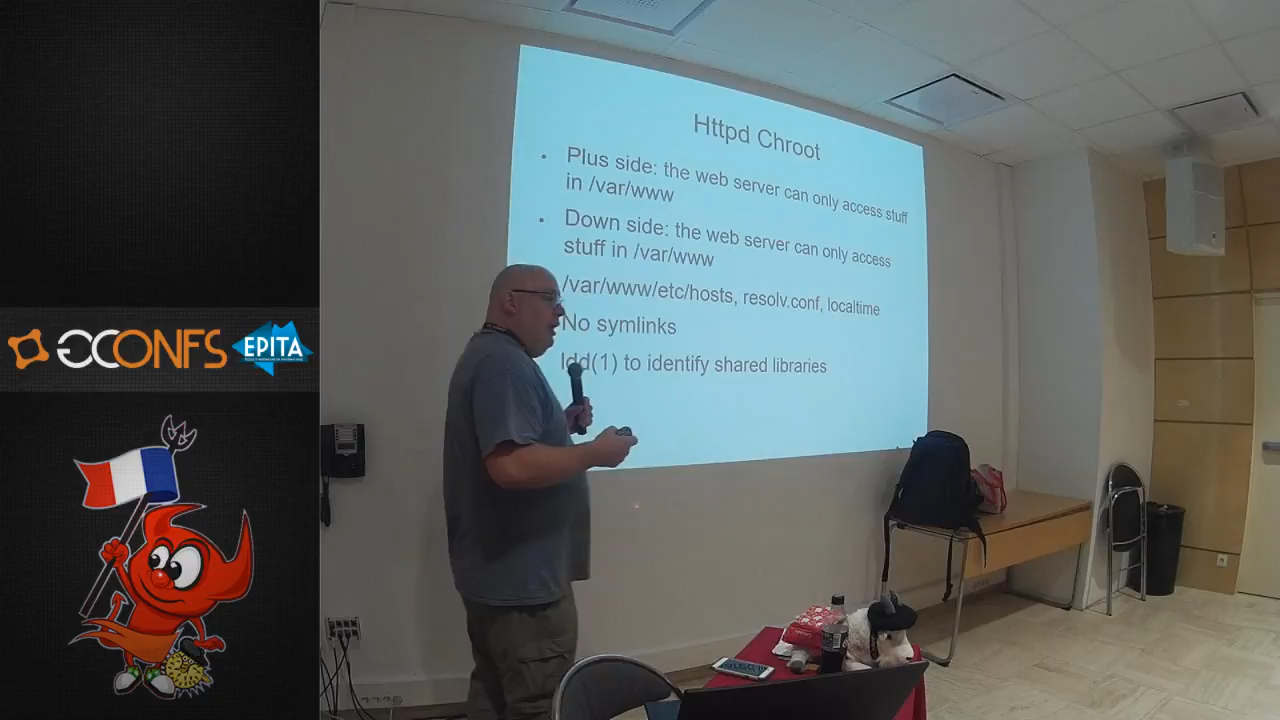 Httpd Chroot
• Plus side: the web server can only access stuff
in /var/www
• Down side: the web server can only access
stuff in /var/www
/var/www/etc/hosts, resolv.conf, localtime
No symlinks
ldd(1) to identify shared libraries
GCONFS
EPITA